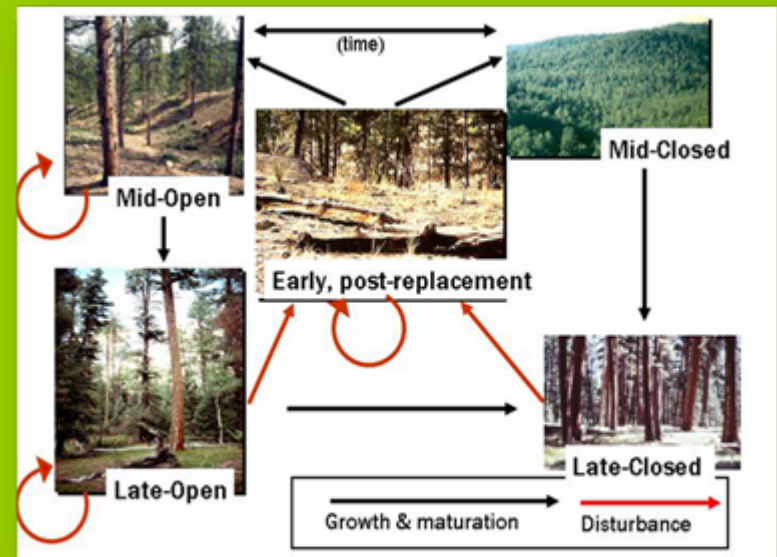 (time)
Mid-Open
Mid-Closed
Early, post-replacement
Late-Open
Late-Closed
Growth & maturation
Disturbance